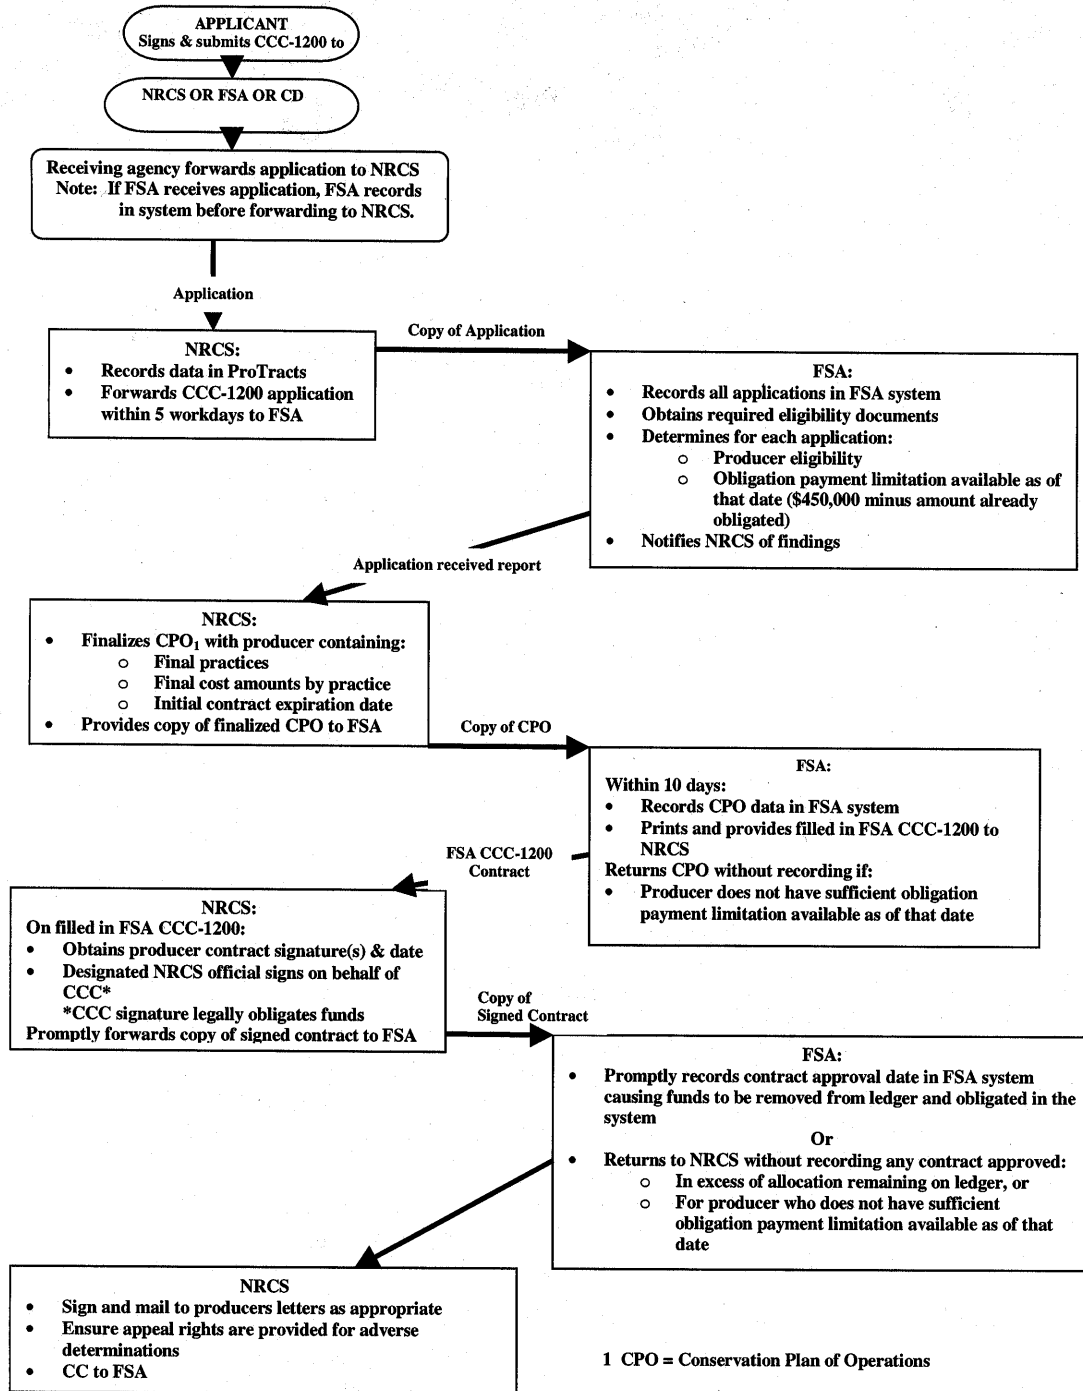 APPLICANT
Signs & submits CCC-1200 to
NRCS OR FSA OR CD
Receiving agency forwards application to NRCS
Note: If FSA receives application, FSA records
in system before forwarding to NRCS.
Application
Copy of Application
NRCS:
• Records data in ProTracts
• Forwards CCC-1200 application
within 5 workdays to FSA
FSA:
• Records all applications in FSA system
• Obtains required eligibility documents
• Determines for each application:
o Producer eligibility
o Obligation payment limitation available as of
that date ($450,000 minus amount already
obligated)
• Notifies NRCS of findings
Application received report
NRCS:
• Finalizes CPO1 with producer containing:
o Final practices
o Final cost amounts by practice
o Initial contract expiration date
• Provides copy of finalized CPO to FSA
Copy of CPO
FSA:
Within 10 days:
• Records CPO data in FSA system
• Prints and provides filled in FSA CCC-1200 to
NRCS
Returns CPO without recording if:
• Producer does not have sufficient obligation
payment limitation available as of that date
FSA CCC-1200
Contract
NRCS:
On filled in FSA CCC-1200:
• Obtains producer contract signature(s) & date
• Designated NRCS official signs on behalf of
CCC*
*CCC signature legally obligates funds
Promptly forwards copy of signed contract to FSA
Copy of
Signed Contract
FSA:
• Promptly records contract approval date in FSA system
causing funds to be removed from ledger and obligated in the
system
Or
• Returns to NRCS without recording any contract approved:
o In excess of allocation remaining on ledger, or
o For producer who does not have sufficient
obligation payment limitation available as of that
date
NRCS
• Sign and mail to producers letters as appropriate
• Ensure appeal rights are provided for adverse
determinations
• CC to FSA
1 CPO = Conservation Plan of Operations